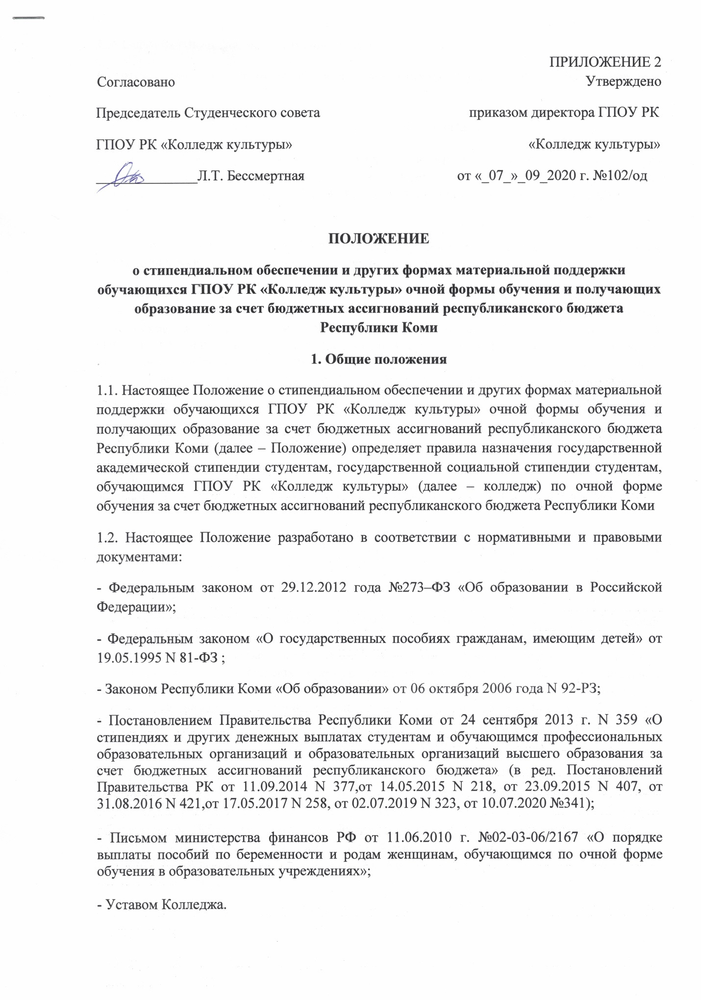 ПРИЛОЖЕНИЕ 2
Согласовано Утверждено
Председатель Студенческого совета приказом директора ГПОУ РК
ГПОУ РК «Колледж культуры» «Колледж культуры»
______________Л.Т. Бессмертная от «_07_»_09_2020 г. №102/од
ПОЛОЖЕНИЕ
о стипендиальном обеспечении и других формах материальной поддержки
обучающихся ГПОУ РК «Колледж культуры» очной формы обучения и получающих
образование за счет бюджетных ассигнований республиканского бюджета
Республики Коми
1. Общие положения
1.1. Настоящее Положение о стипендиальном обеспечении и других формах материальной
поддержки обучающихся ГПОУ РК «Колледж культуры» очной формы обучения и
получающих образование за счет бюджетных ассигнований республиканского бюджета
Республики Коми (далее – Положение) определяет правила назначения государственной
академической стипендии студентам, государственной социальной стипендии студентам,
обучающимся ГПОУ РК «Колледж культуры» (далее – колледж) по очной форме
обучения за счет бюджетных ассигнований республиканского бюджета Республики Коми
1.2. Настоящее Положение разработано в соответствии с нормативными и правовыми
документами:
- Федеральным законом от 29.12.2012 года №273–ФЗ «Об образовании в Российской
Федерации»;
- Федеральным законом «О государственных пособиях гражданам, имеющим детей» от
19.05.1995 N 81-ФЗ ;
- Законом Республики Коми «Об образовании» от 06 октября 2006 года N 92-РЗ;
- Постановлением Правительства Республики Коми от 24 сентября 2013 г. N 359 «О
стипендиях и других денежных выплатах студентам и обучающимся профессиональных
образовательных организаций и образовательных организаций высшего образования за
счет бюджетных ассигнований республиканского бюджета» (в ред. Постановлений
Правительства РК от 11.09.2014 N 377,от 14.05.2015 N 218, от 23.09.2015 N 407, от
31.08.2016 N 421,от 17.05.2017 N 258, от 02.07.2019 N 323, от 10.07.2020 №341);
- Письмом министерства финансов РФ от 11.06.2010 г. №02-03-06/2167 «О порядке
выплаты пособий по беременности и родам женщинам, обучающимся по очной форме
обучения в образовательных учреждениях»;
- Уставом Колледжа.